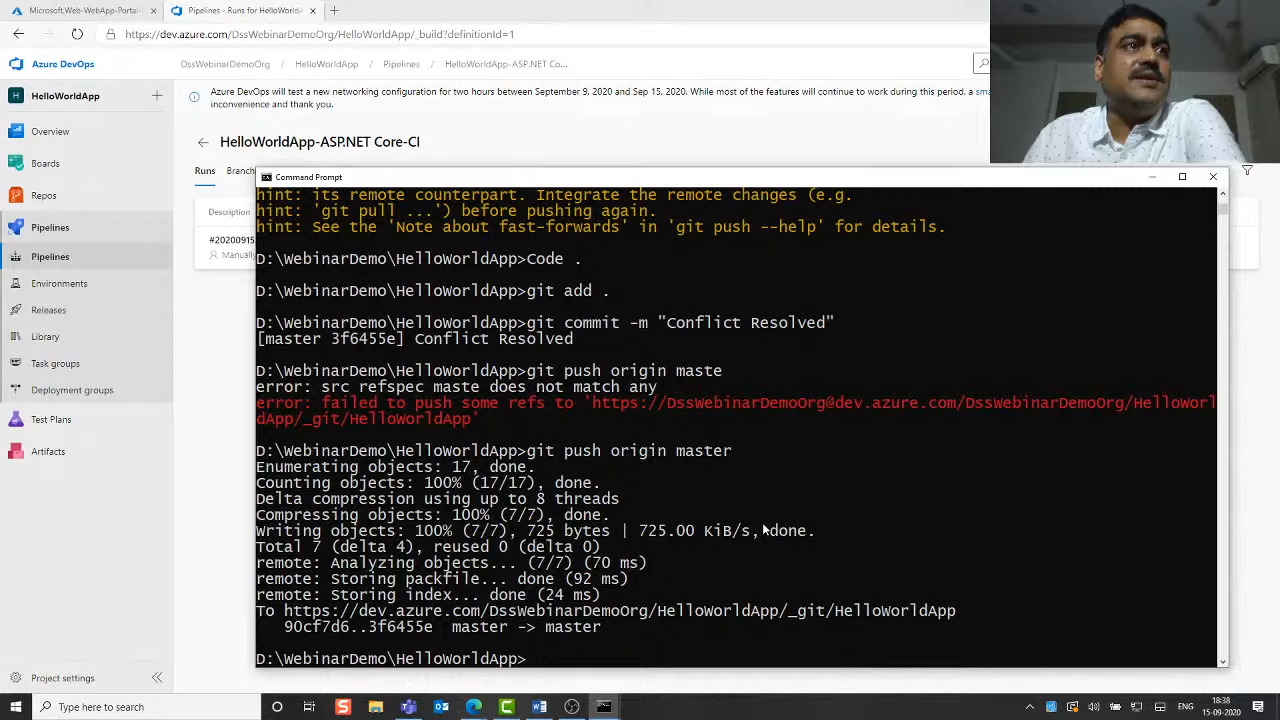 Microsoft.Web-WebApp-Portal-
Pipelines - Runs for HelloWorldA
https://dev.azure.com/DssWebinarDemoOrg/HelloWorldApp/_build?definitionId=1
Azure DevOps
DssWebinarDemoOrg / HelloWorldApp / Pipelines / HelloWorldApp-ASP.NET Co...
HelloWorldApp
Azure DevOps will test a new networking configuration for two hours between September 9, 2020 and Sep 15, 2020. While most of the features will continue to work during this period, a
inconvenience and thank you.
Overview
HelloWorldApp-ASP.NET Core-CI
Boards
Runs
Branch
Repos
Description
Pipelines
#20200915
Manually
Pipelines
Environments
Releases
Library
Task groups
Deployment groups
Test Plans
Artifacts
Project settings
Command Prompt
hint: its remote counterpart. Integrate the remote changes (e.g.
hint: 'git pull ...') before pushing again.
hint: See the 'Note about fast-forwards' in 'git push --help' for details.
D:\WebinarDemo\HelloWorldApp>Code .
D:\WebinarDemo\HelloWorldApp>git add .
D:\WebinarDemo\HelloWorldApp>git commit -m "Conflict Resolved"
[master 3f6455e] Conflict Resolved
D:\WebinarDemo\HelloWorldApp>git push origin maste
error: src refspec maste does not match any
error: failed to push some refs to 'https://DssWebinarDemoOrg@dev.azure.com/DssWebinarDemoOrg/HelloWorl
dApp/_git/HelloWorldApp'
D:\WebinarDemo\HelloWorldApp>git push origin master
Enumerating objects: 17, done.
Counting objects: 100% (17/17), done.
Delta compression using up to 8 threads
Compressing objects: 100% (7/7), done.
Writing objects: 100% (7/7), 725 bytes | 725.00 KiB/s, done.
Total 7 (delta 4), reused 0 (delta 0)
remote: Analyzing objects... (7/7) (70 ms)
remote: Storing packfile... done (92 ms)
remote: Storing index... done (24 ms)
To https://dev.azure.com/DssWebinarDemoOrg/HelloWorldApp/_git/HelloWorldApp
90cf7d6..3f6455e master -> master
D:\WebinarDemo\HelloWorldApp>
Type here to search
ENG
18:38
15-09-2020